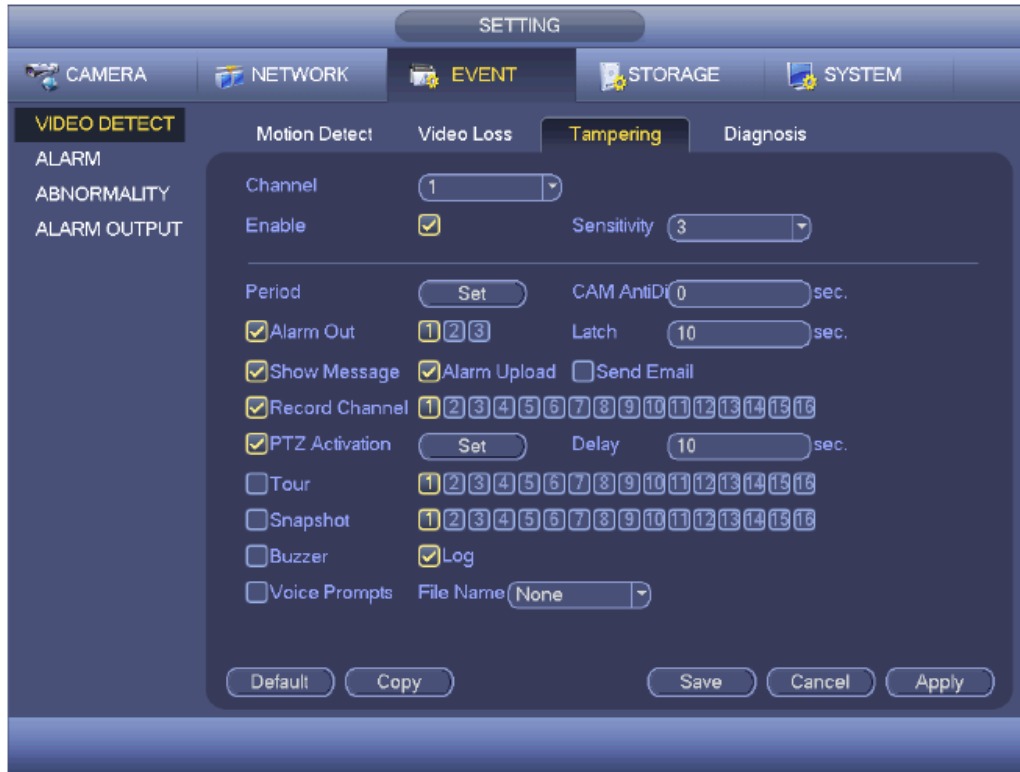 SETTING
CAMERA NETWORK EVENT STORAGE SYSTEM
VIDEO DETECT
ALARM
ABNORMALITY
ALARM OUTPUT
Motion Detect Video Loss Tampering Diagnosis
Channel 1
Enable Sensitivity 3
Period Set CAM AntiDi 0 sec.
Alarm Out 1 2 3 Latch 10 sec.
Show Message Alarm Upload Send Email
Record Channel 1 2 3 4 5 6 7 8 9 10 11 12 13 14 15 16
PTZ Activation Set Delay 10 sec.
Tour 1 2 3 4 5 6 7 8 9 10 11 12 13 14 15 16
Snapshot 1 2 3 4 5 6 7 8 9 10 11 12 13 14 15 16
Buzzer Log
Voice Prompts File Name None
Default Copy Save Cancel Apply